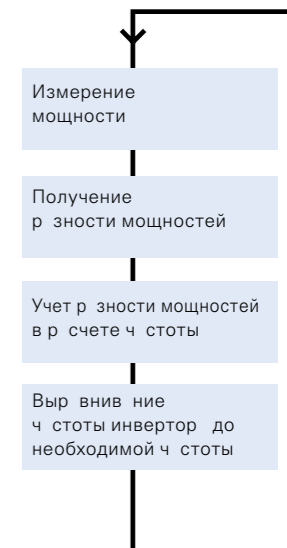 Измерение
мощности
Получение
р зности мощностей
Учет р зности мощностей
в р счете ч стоты
Выр внив ние
ч стоты инвертор до
необходимой ч стоты